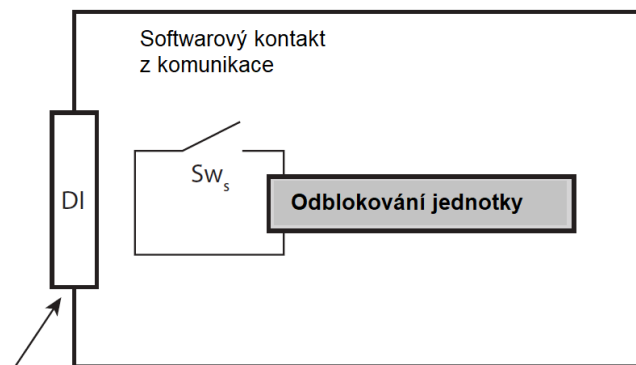 Softwarový kontakt
z komunikace
DI
Sws
Odblokování jednotky